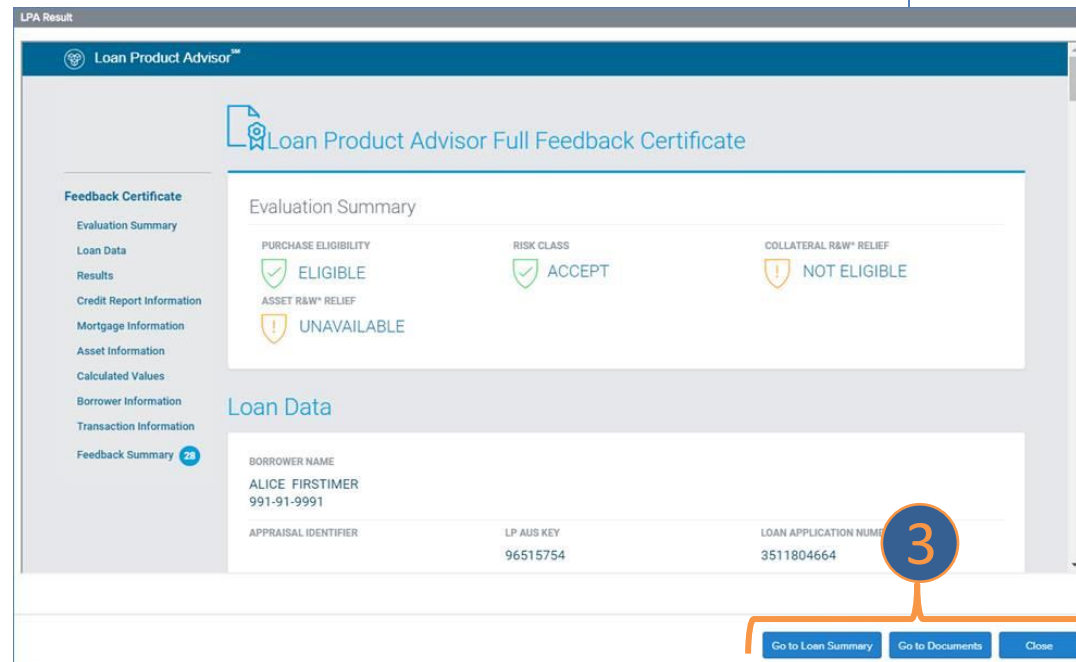 LPA Result
Loan Product Advisor℠
Loan Product Advisor Full Feedback Certificate
Feedback Certificate
Evaluation Summary
Loan Data
Results
Credit Report Information
Mortgage Information
Asset Information
Calculated Values
Borrower Information
Transaction Information
Feedback Summary 28
Evaluation Summary
PURCHASE ELIGIBILITY
ELIGIBLE
RISK CLASS
ACCEPT
COLLATERAL R&W* RELIEF
NOT ELIGIBLE
ASSET R&W* RELIEF
UNAVAILABLE
Loan Data
BORROWER NAME
ALICE FIRSTIMER
991-91-9991
APPRAISAL IDENTIFIER
LP AUS KEY
96515754
LOAN APPLICATION
3511804664
3
Go to Loan Summary Go to Documents Close